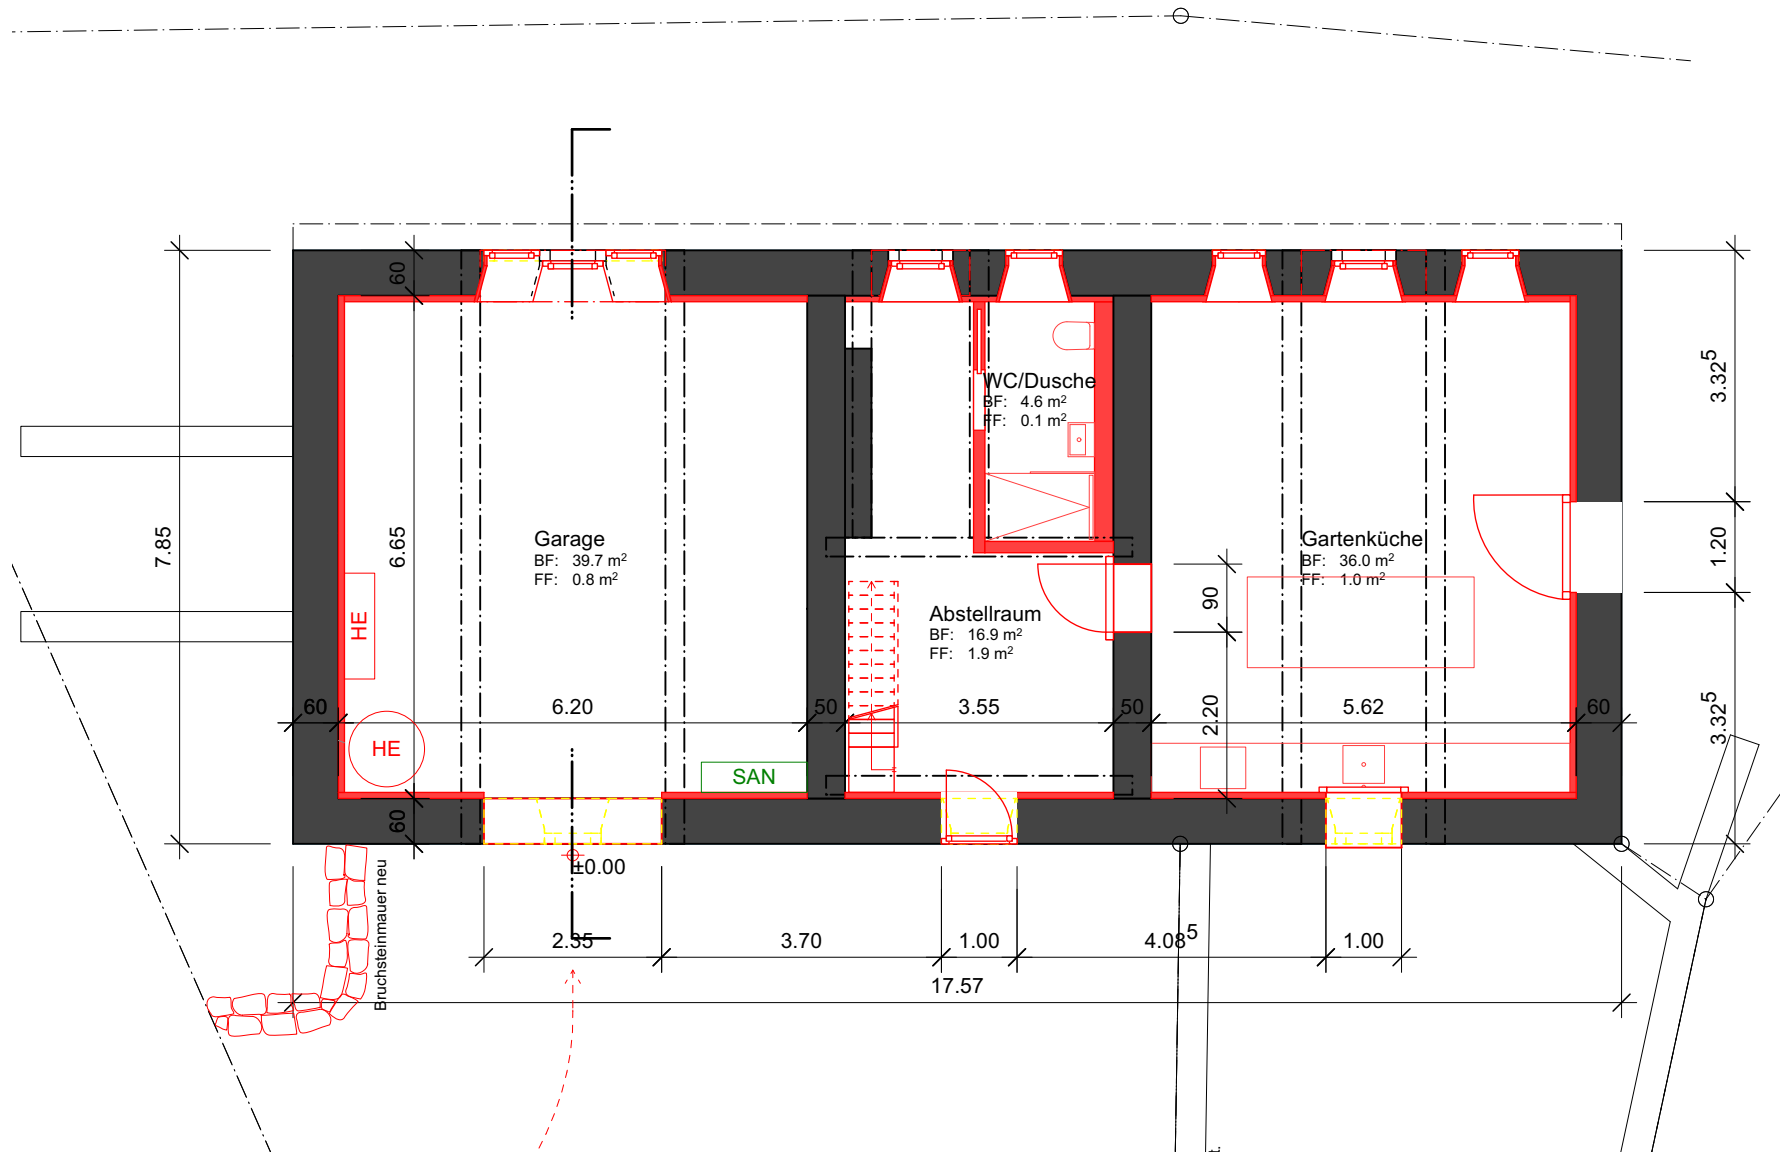 60
WC/Dusche
BF: 4.6 m²
FF: 0.1 m²
3.32⁵
7.85
6.65
Garage
BF: 39.7 m²
FF: 0.8 m²
Gartenküche
BF: 36.0 m²
FF: 1.0 m²
1.20
HE
90
Abstellraum
BF: 16.9 m²
FF: 1.9 m²
60
6.20
50
3.55
50
2.20
5.62
60
3.32⁵
HE
SAN
60
±0.00
Bruchsteinmauer neu
2.35
3.70
1.00
4.08⁵
1.00
17.57